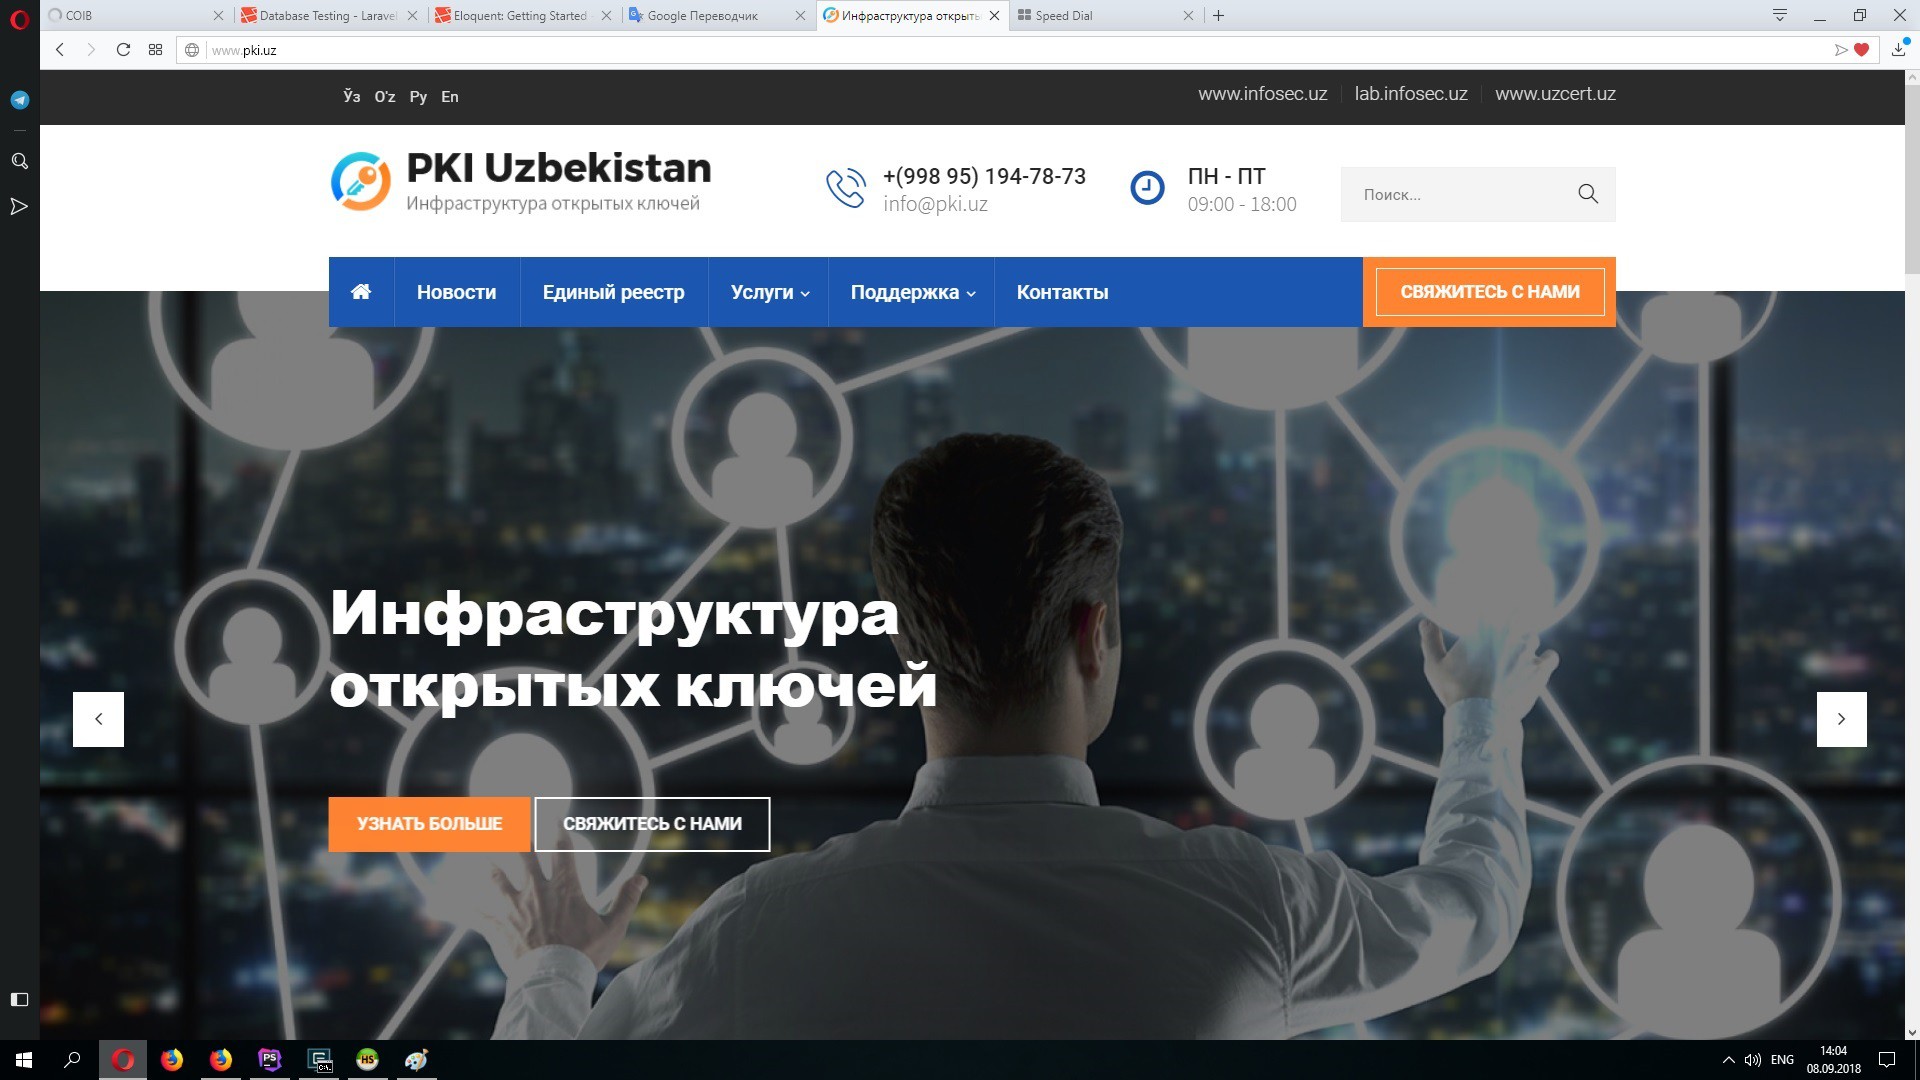 COIB
Database Testing - Laravel
Eloquent: Getting Started -
Google Переводчик
Инфраструктура открыты
Speed Dial
www.pki.uz
Ўз O'z Ру En
www.infosec.uz lab.infosec.uz www.uzcert.uz
PKI Uzbekistan
Инфраструктура открытых ключей
+(998 95) 194-78-73
info@pki.uz
ПН - ПТ
09:00 - 18:00
Поиск...
Новости Единый реестр Услуги Поддержка Контакты
СВЯЖИТЕСЬ С НАМИ
Инфраструктура
открытых ключей
УЗНАТЬ БОЛЬШЕ СВЯЖИТЕСЬ С НАМИ
PS
C:\.
HS
ENG
14:04
08.09.2018